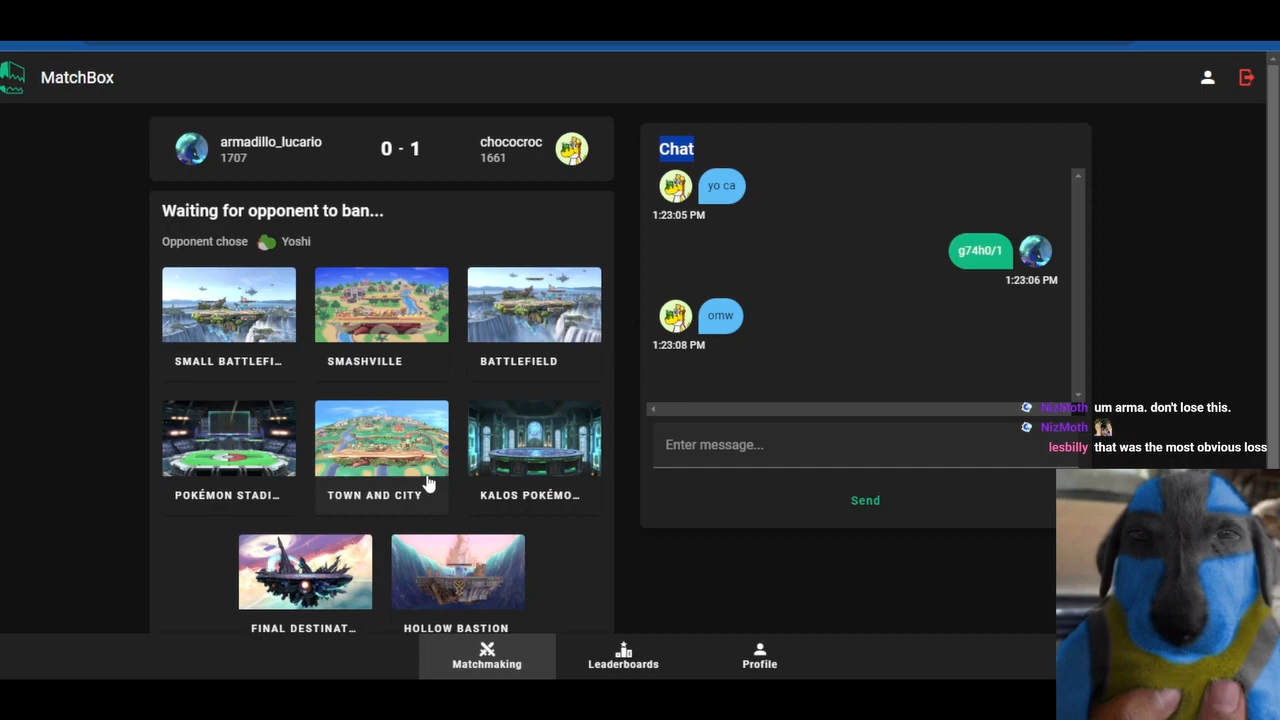 MatchBox
armadillo_lucario
1707
0 - 1
chococroc
1661
Waiting for opponent to ban...
Opponent chose Yoshi
SMALL BATTLEFI...
SMASHVILLE
BATTLEFIELD
POKÉMON STADI...
TOWN AND CITY
KALOS POKÉMO...
FINAL DESTINAT...
HOLLOW BASTION
Chat
yo ca
1:23:05 PM
g74h0/1
1:23:06 PM
omw
1:23:08 PM
Enter message...
Send
NizMoth um arma. don't lose this.
NizMoth
lesbilly that was the most obvious loss
Matchmaking
Leaderboards
Profile